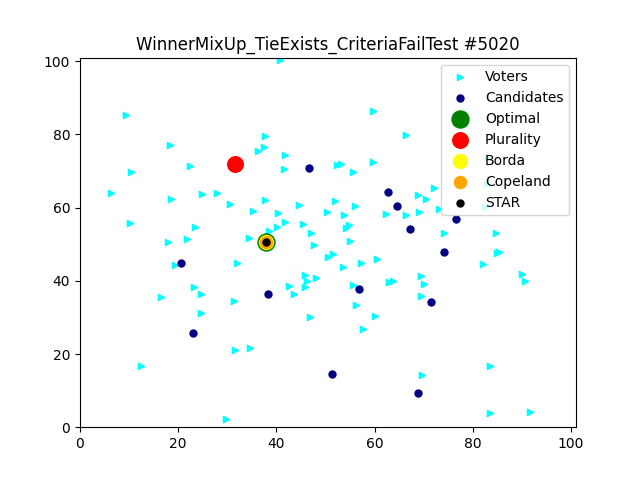 WinnerMixUp_TieExists_CriteriaFailTest #5020
100
80
60
40
20
0
0
20
40
60
80
100
Voters
Candidates
Optimal
Plurality
Borda
Copeland
STAR